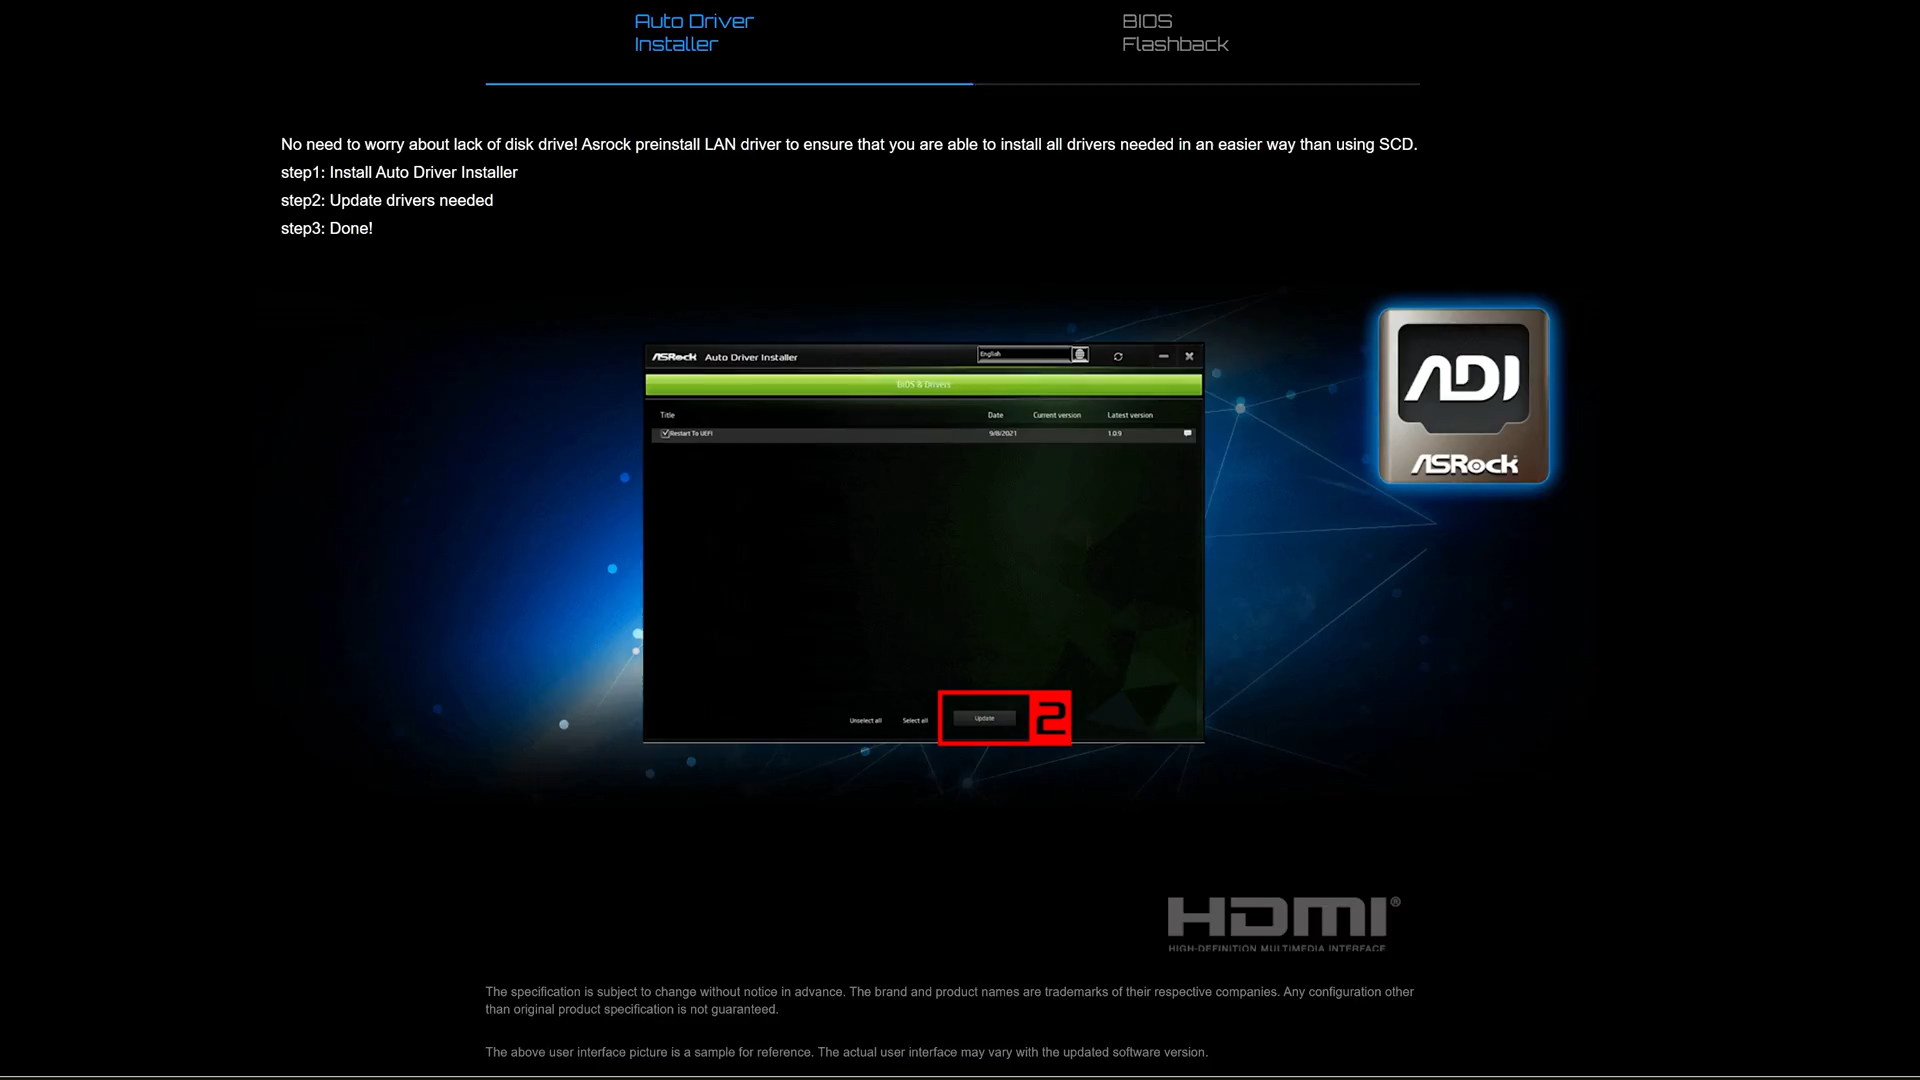 Auto Driver
Installer
BIOS
Flashback
No need to worry about lack of disk drive! Asrock preinstall LAN driver to ensure that you are able to install all drivers needed in an easier way than using SCD.
step1: Install Auto Driver Installer
step2: Update drivers needed
step3: Done!
ASRock Auto Driver Installer English
BIOS & Drivers
Title Date Current version Latest version
Restart To UEFI 9/8/2021 1.0.9
Unselect all Select all Update 2
ADI
ASRock
HDMI®
HIGH-DEFINITION MULTIMEDIA INTERFACE
The specification is subject to change without notice in advance. The brand and product names are trademarks of their respective companies. Any configuration other
than original product specification is not guaranteed.
The above user interface picture is a sample for reference. The actual user interface may vary with the updated software version.